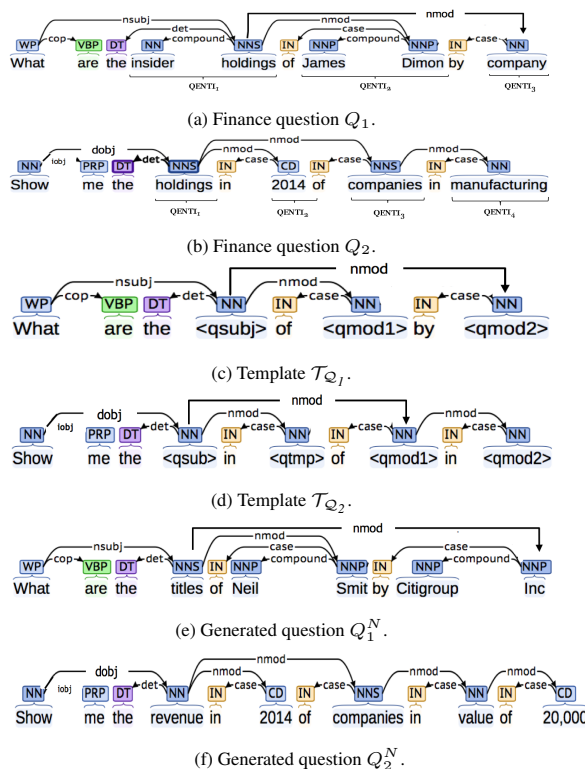 nsubj nmod
det
cop compound nmod case compound case
WP VBP DT NN NNS IN NNP NNP IN NN
What are the insider holdings of James Dimon by company
QENTI₁ QENTI₂ QENTI₃
(a) Finance question Q₁.
nmod
dobj nmod nmod
iobj det case case case
NN PRP DT NNS IN CD IN NNS IN NN
Show me the holdings in 2014 of companies in manufacturing
QENTI₁ QENTI₂ QENTI₃ QENTI₄
(b) Finance question Q₂.
nmod
nsubj nmod
cop det case case
WP VBP DT NN IN NN IN NN
What are the <qsubj> of <qmod1> by <qmod2>
(c) Template 𝒯𝒬₁.
nmod
dobj nmod nmod
iobj det case case case
NN PRP DT NN IN NN IN NN IN NN
Show me the <qsub> in <qtmp> of <qmod1> in <qmod2>
(d) Template 𝒯𝒬₂.
nmod
nsubj nmod
case case
cop det compound compound
WP VBP DT NNS IN NNP NNP IN NNP NNP
What are the titles of Neil Smit by Citigroup Inc
(e) Generated question Q₁ᴺ.
nmod
dobj nmod nmod nmod
iobj det case case case case
NN PRP DT NN IN CD IN NNS IN NN IN CD
Show me the revenue in 2014 of companies in value of 20,000
(f) Generated question Q₂ᴺ.